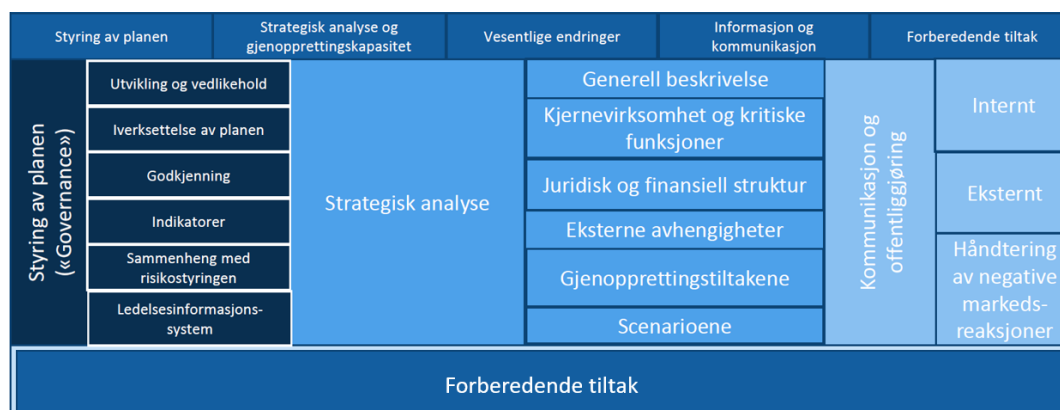 Styring av planen
Strategisk analyse og
gjenopprettingskapasitet
Vesentlige endringer
Informasjon og
kommunikasjon
Forberedende tiltak
Styring av planen
(«Governance»)
Utvikling og vedlikehold
Iverksettelse av planen
Godkjenning
Indikatorer
Sammenheng med
risikostyringen
Ledelsesinformasjons-
system
Strategisk analyse
Generell beskrivelse
Kjernevirksomhet og kritiske
funksjoner
Juridisk og finansiell struktur
Eksterne avhengigheter
Gjenopprettingstiltakene
Scenarioene
Kommunikasjon og
offentliggjøring
Internt
Eksternt
Håndtering
av negative
markeds-
reaksjoner
Forberedende tiltak